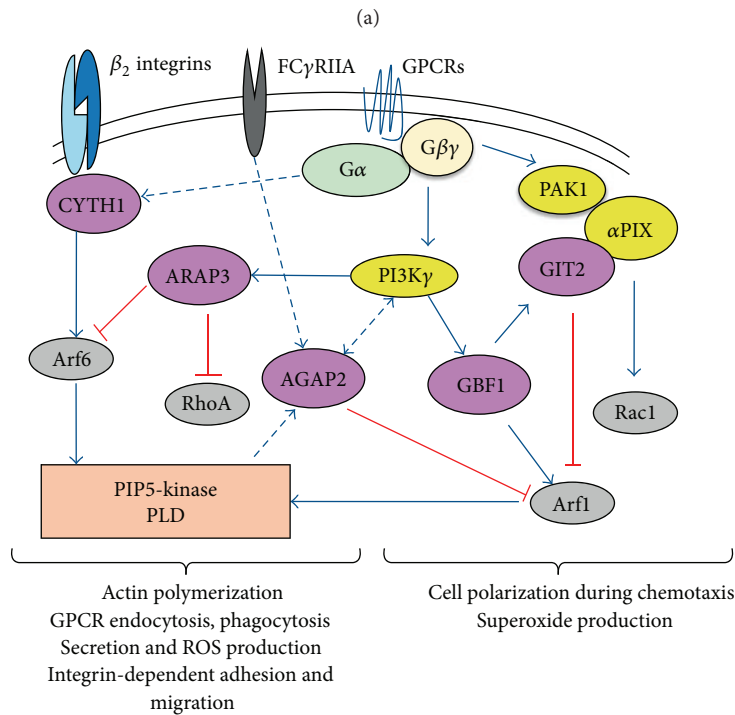 (a)
β₂ integrins
FCγRIIA
GPCRs
Gα
Gβγ
CYTH1
PAK1
αPIX
GIT2
ARAP3
PI3Kγ
Arf6
RhoA
AGAP2
GBF1
Rac1
PIP5-kinase
PLD
Arf1
Actin polymerization
GPCR endocytosis, phagocytosis
Secretion and ROS production
Integrin-dependent adhesion and
migration
Cell polarization during chemotaxis
Superoxide production